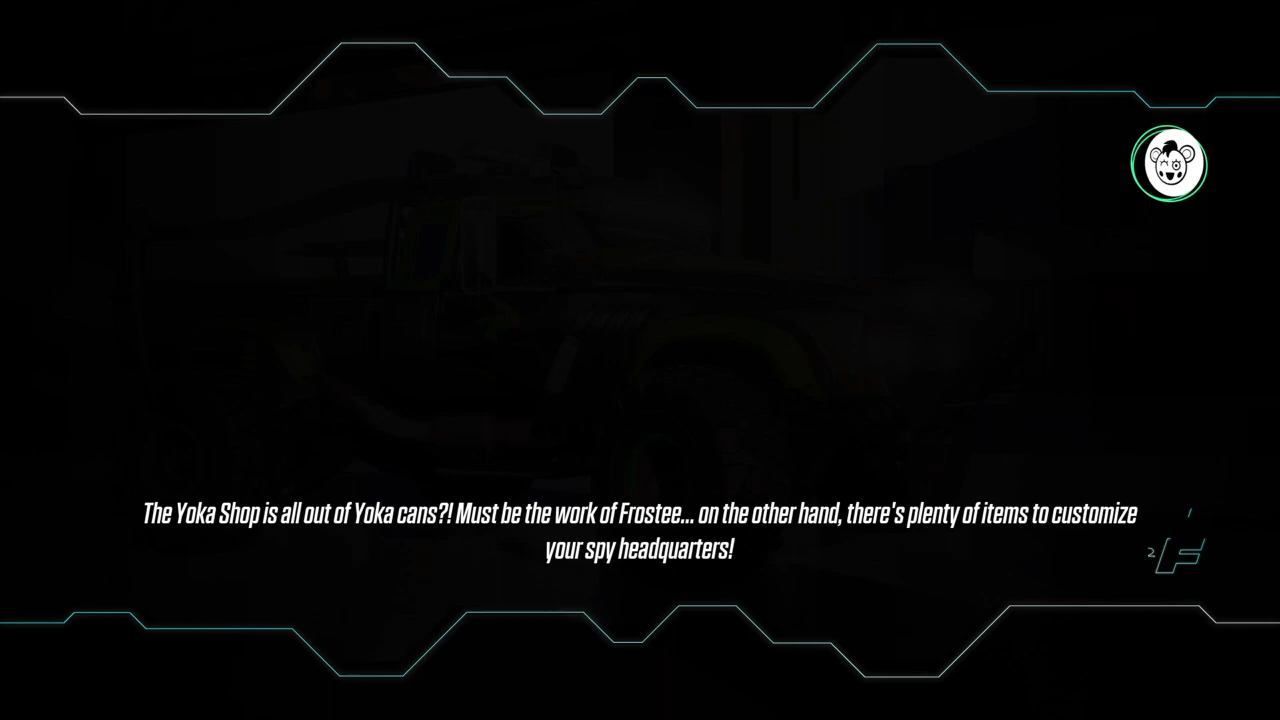 The Yoka Shop is all out of Yoka cans?! Must be the work of Frostee... on the other hand, there's plenty of items to customize
your spy headquarters!
2F